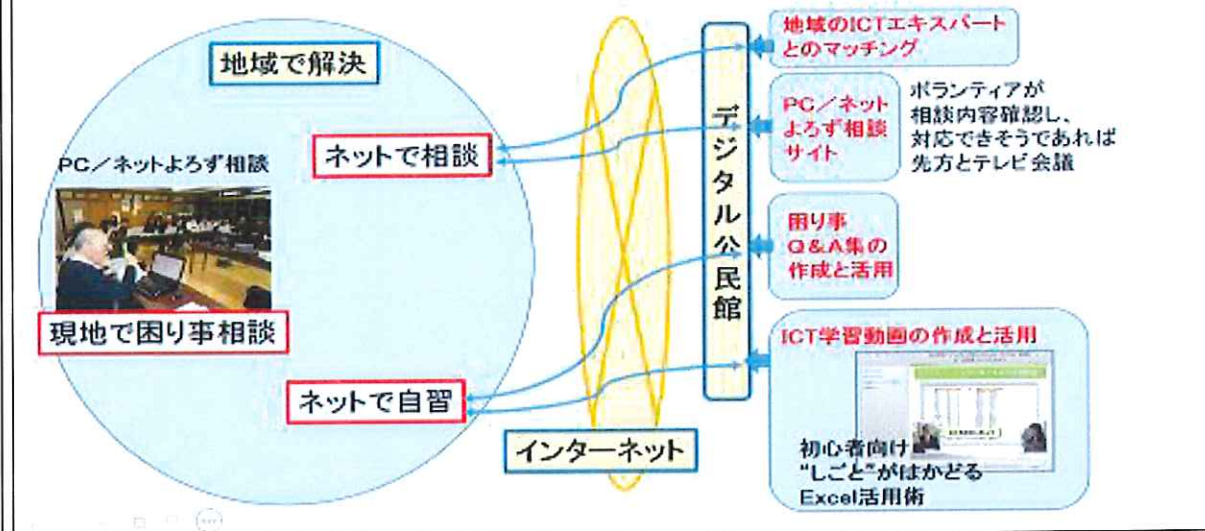 地域で解決
ネットで相談
PC/ネットよろず相談
現地で困り事相談
ネットで自習
インターネット
デジタル公民館
地域のICTエキスパート
とのマッチング
PC/ネット
よろず相談
サイト
ボランティアが
相談内容確認し、
対応できそうであれば
先方とテレビ会議
困り事
Q&A集の
作成と活用
ICT学習動画の作成と活用
初心者向け
“しごと”がはかどる
Excel活用術